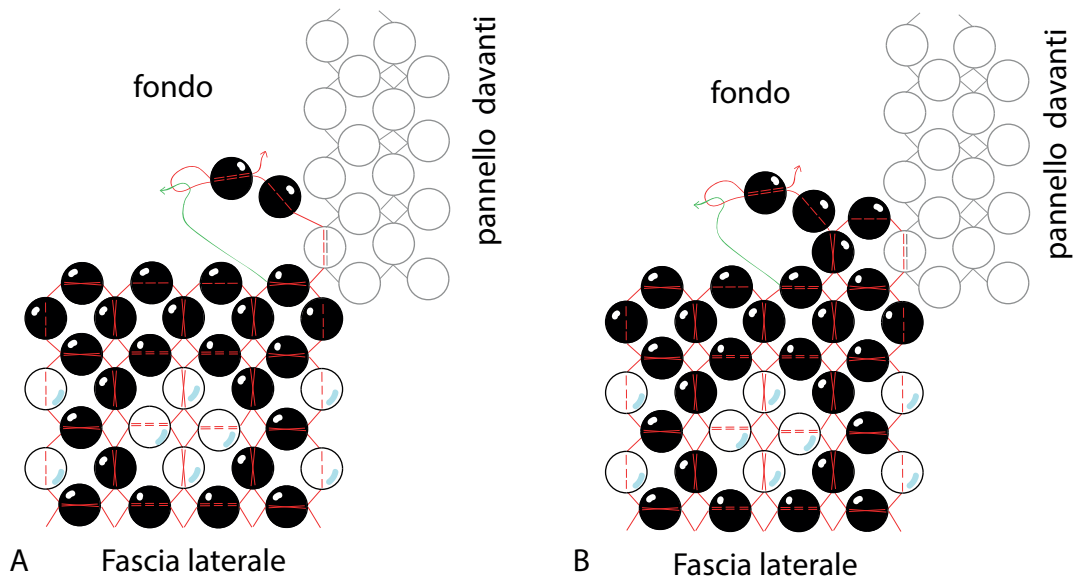 fondo
pannello davanti
A
Fascia laterale
fondo
pannello davanti
B
Fascia laterale